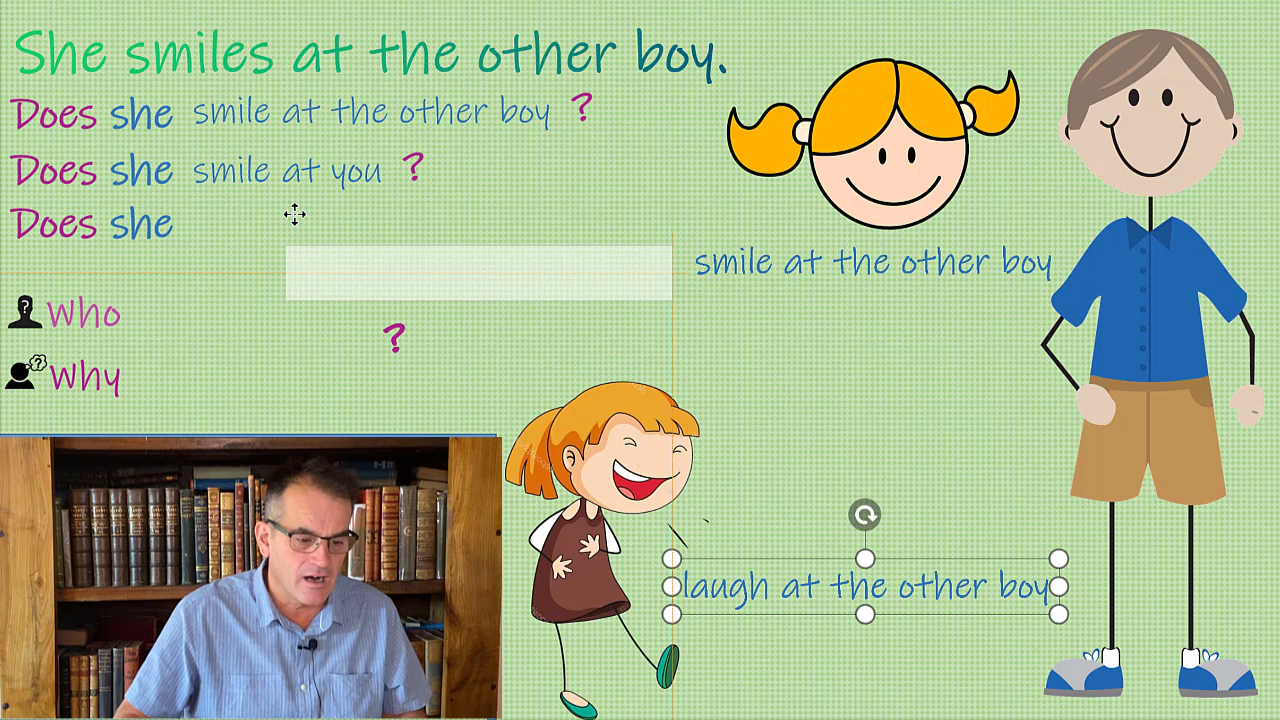 She smiles at the other boy.
Does she smile at the other boy ?
Does she smile at you ?
Does she
smile at the other boy
Who
?
Why
laugh at the other boy